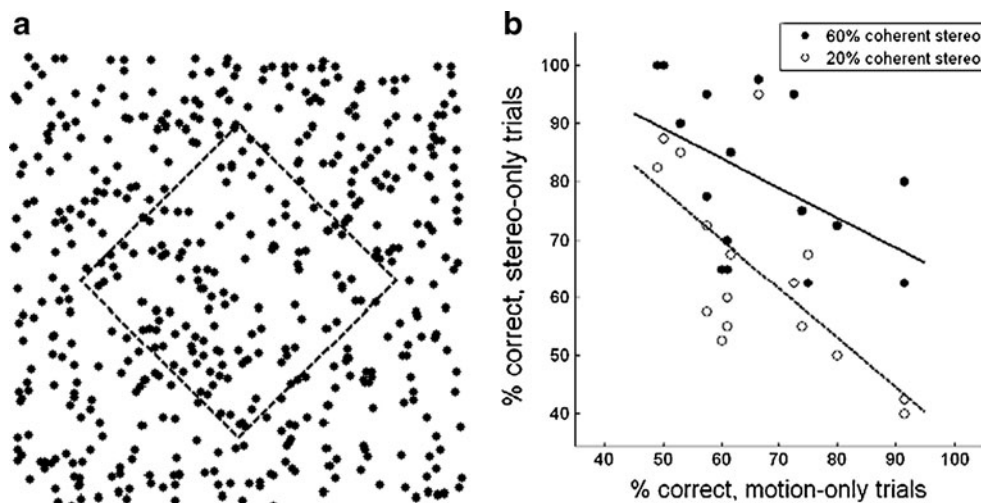 a
b
60% coherent stereo
20% coherent stereo
% correct, stereo-only trials
100
90
80
70
60
50
40
40 50 60 70 80 90 100
% correct, motion-only trials